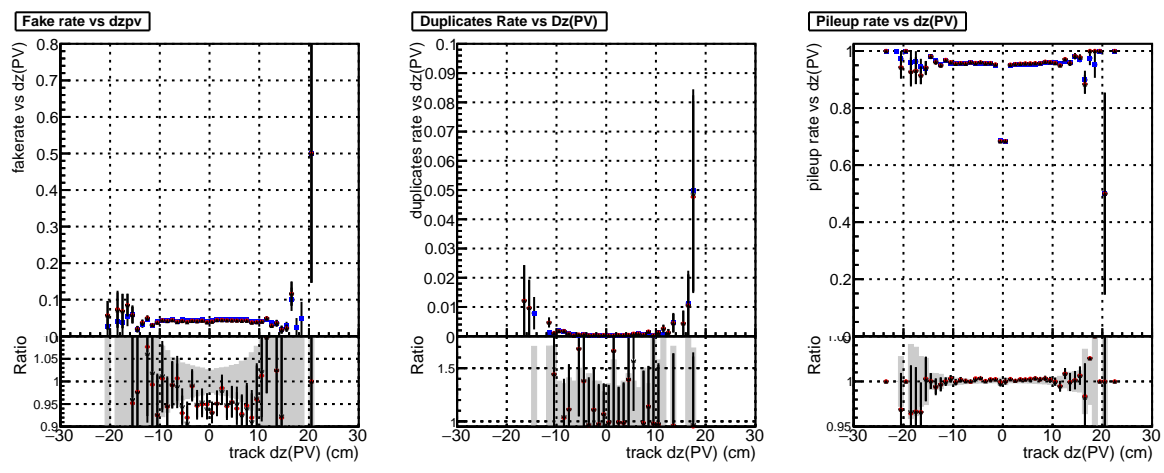 Fake rate vs dzpv
fakerate vs dz(PV)
0.8
0.7
0.6
0.5
0.4
0.3
0.2
0.1
0
Ratio
1.05
1
0.95
0.9
−30 −20 −10 0 10 20 30
track dz(PV) (cm)
Duplicates Rate vs Dz(PV)
duplicates Rate vs dz(PV)
0.1
0.09
0.08
0.07
0.06
0.05
0.04
0.03
0.02
0.01
0
Ratio
1.5
1
−30 −20 −10 0 10 20 30
track dz(PV) (cm)
Pileup rate vs dz(PV)
pileup rate vs dz(PV)
1
0.8
0.6
0.4
0.2
0
Ratio
1
0.95
−30 −20 −10 0 10 20 30
track dz(PV) (cm)